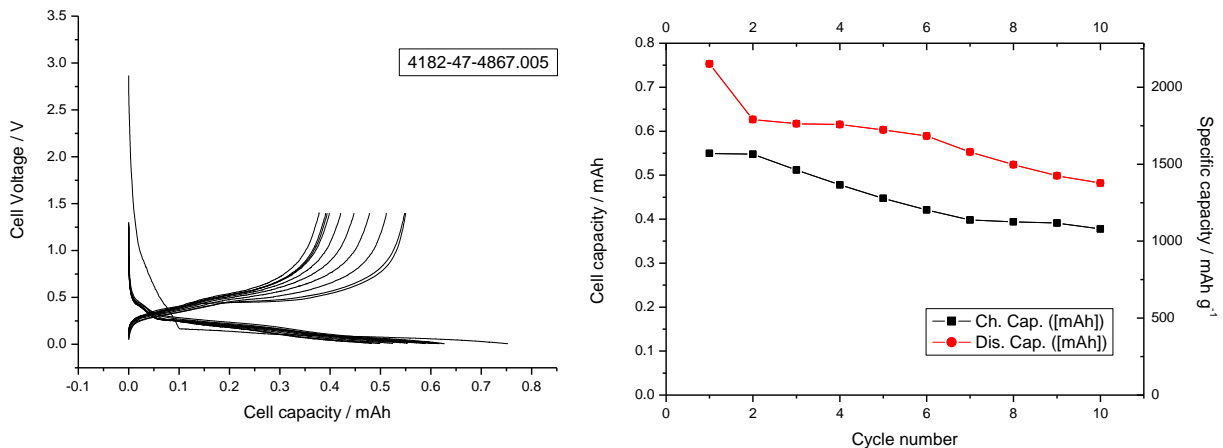 4182-47-4867.005
Cell Voltage / V
3.5
3.0
2.5
2.0
1.5
1.0
0.5
0.0
-0.1 0.0 0.1 0.2 0.3 0.4 0.5 0.6 0.7 0.8
Cell capacity / mAh
0 2 4 6 8 10
Cell capacity / mAh
0.8
0.7
0.6
0.5
0.4
0.3
0.2
0.1
0.0
Ch. Cap. ([mAh])
Dis. Cap. ([mAh])
2000
1500
1000
500
0
Specific capacity / mAh g⁻¹
0 2 4 6 8 10
Cycle number